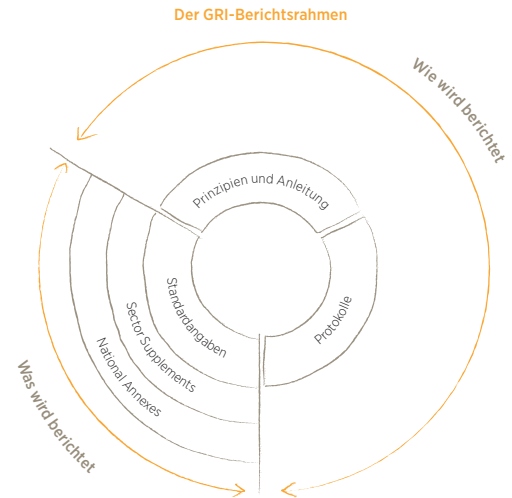 Der GRI-Berichtsrahmen
Wie wird berichtet
Prinzipien und Anleitung
Protokolle
Standardangaben
Sector Supplements
National Annexes
Was wird berichtet